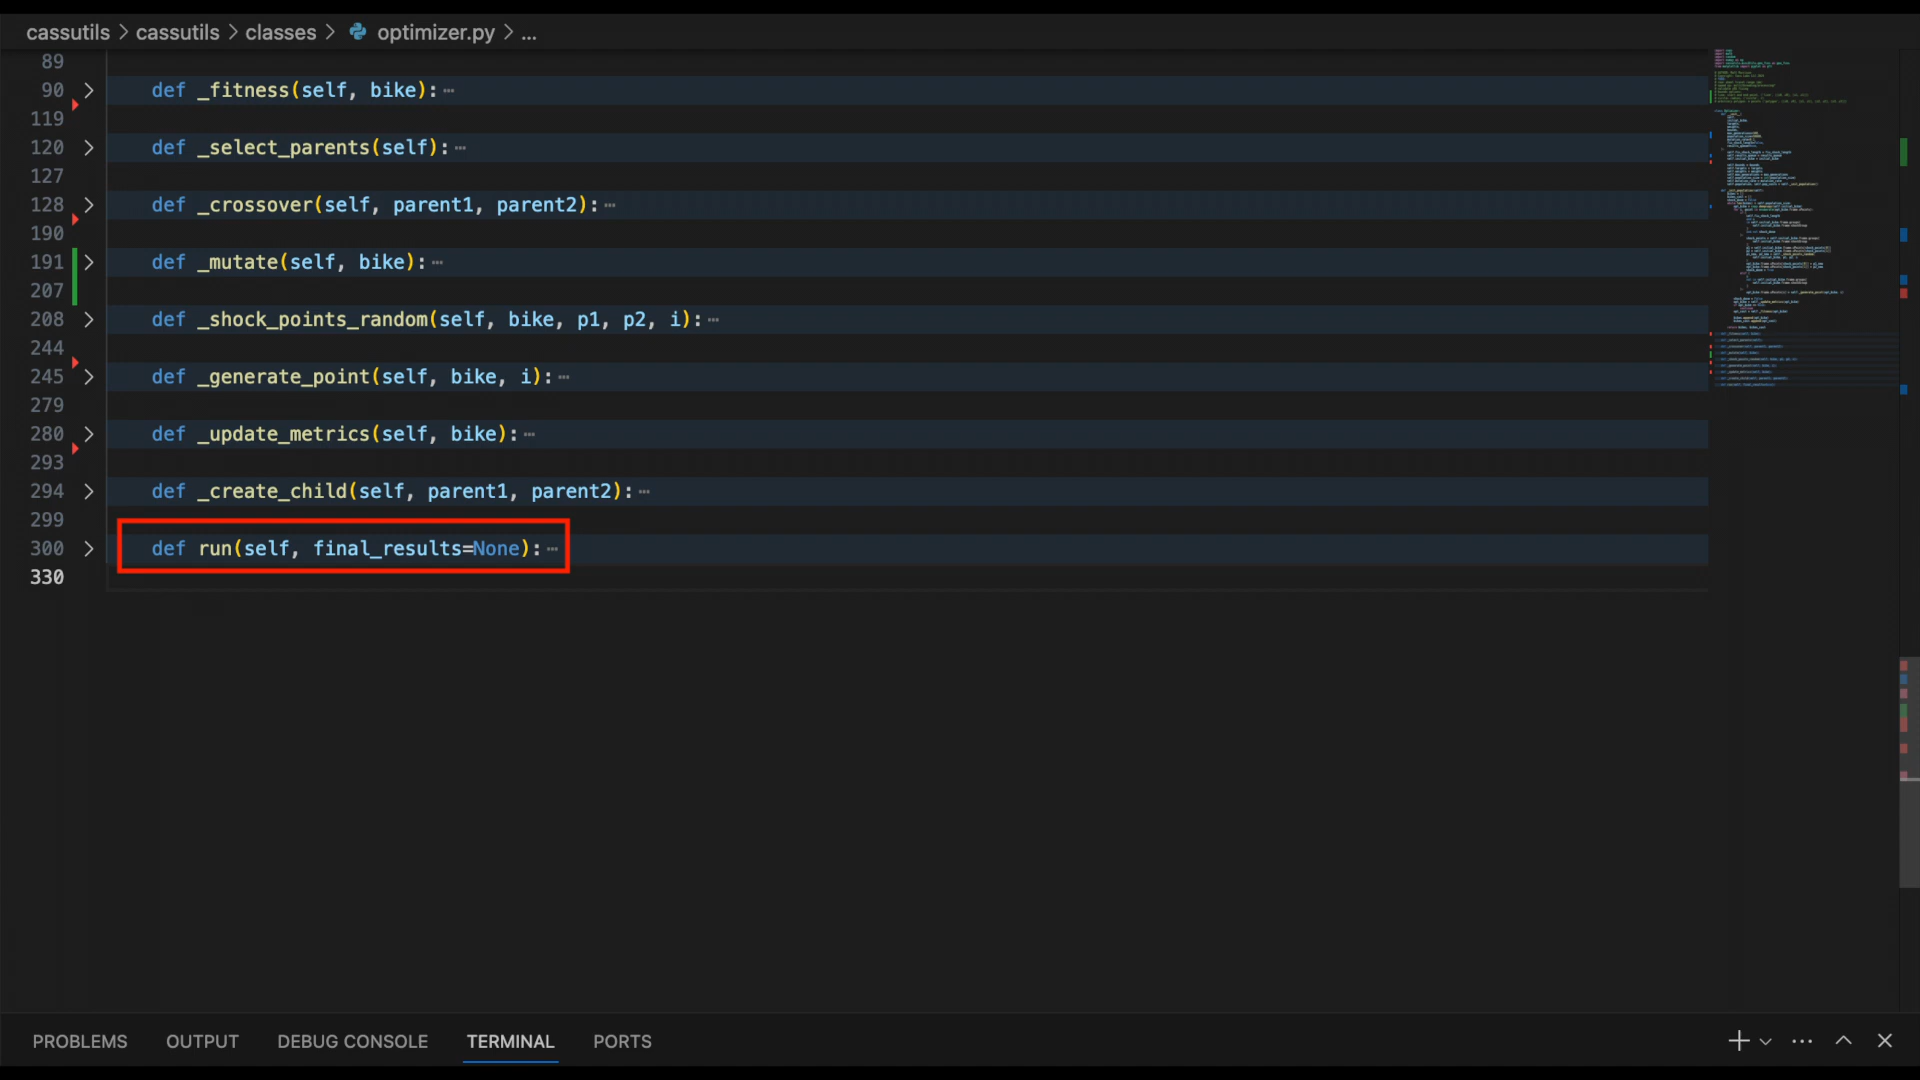 cassutils > cassutils > classes > optimizer.py > ...
89
90 def _fitness(self, bike):
119
120 def _select_parents(self):
127
128 def _crossover(self, parent1, parent2):
190
191 def _mutate(self, bike):
207
208 def _shock_points_random(self, bike, p1, p2, i):
244
245 def _generate_point(self, bike, i):
279
280 def _update_metrics(self, bike):
293
294 def _create_child(self, parent1, parent2):
299
300 def run(self, final_results=None):
330
PROBLEMS OUTPUT DEBUG CONSOLE TERMINAL PORTS